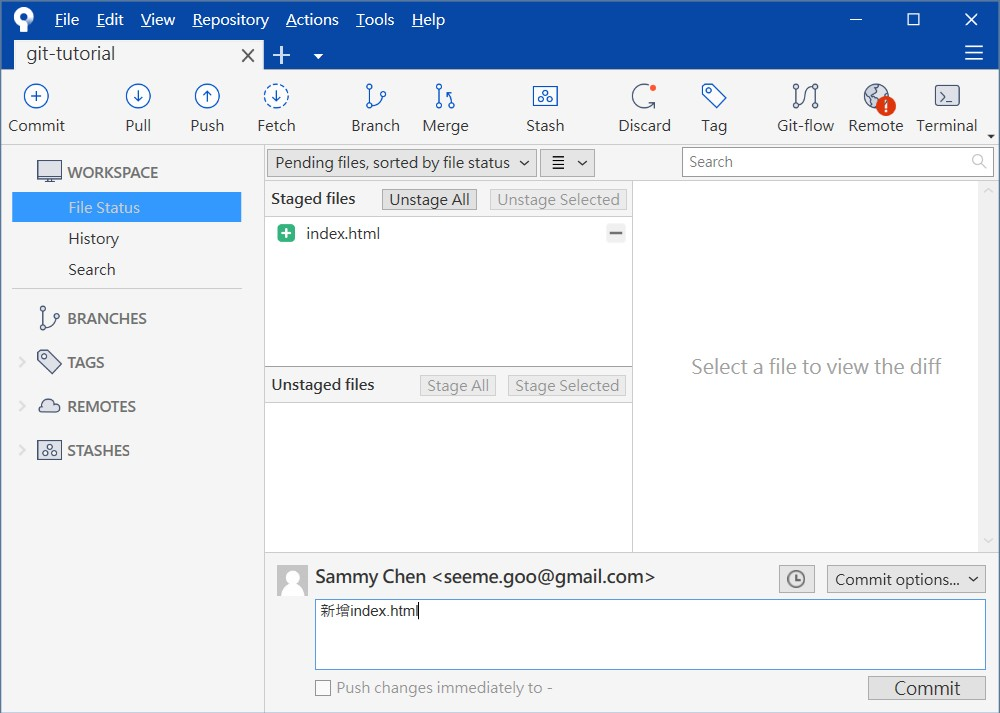 File Edit View Repository Actions Tools Help
git-tutorial
Commit Pull Push Fetch Branch Merge Stash Discard Tag Git-flow Remote Terminal
WORKSPACE
File Status
History
Search
BRANCHES
TAGS
REMOTES
STASHES
Pending files, sorted by file status
Search
Staged files Unstage All Unstage Selected
index.html
Unstaged files Stage All Stage Selected
Select a file to view the diff
Sammy Chen <seeme.goo@gmail.com>
Commit options...
新增index.html
Push changes immediately to -
Commit